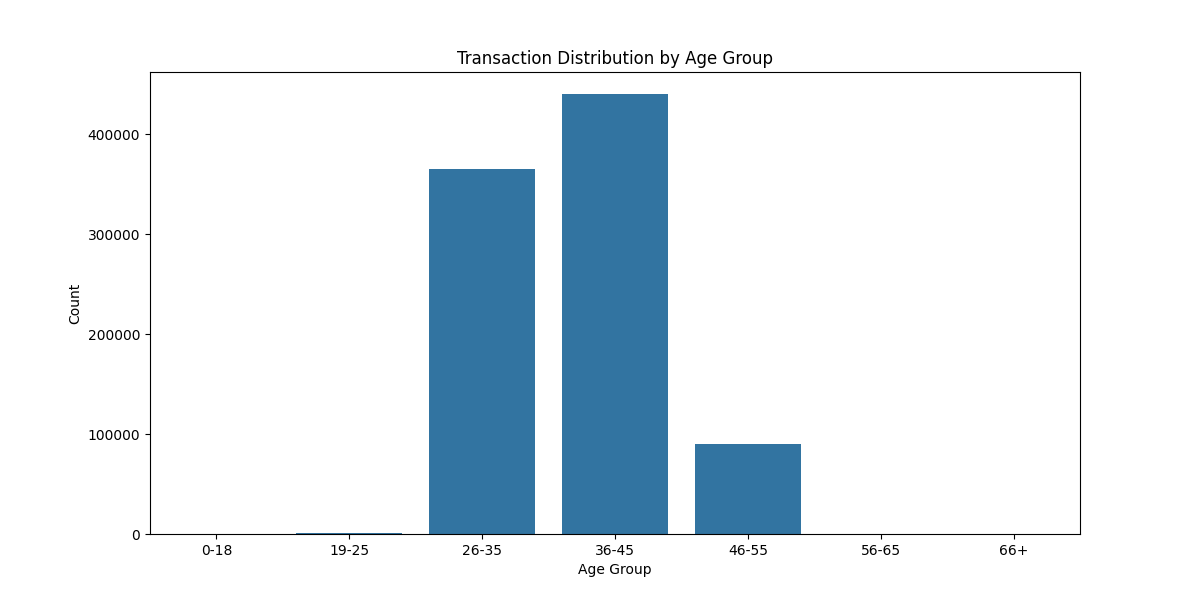 Transaction Distribution by Age Group
400000
300000
200000
100000
0
Count
0-18 19-25 26-35 36-45 46-55 56-65 66+
Age Group